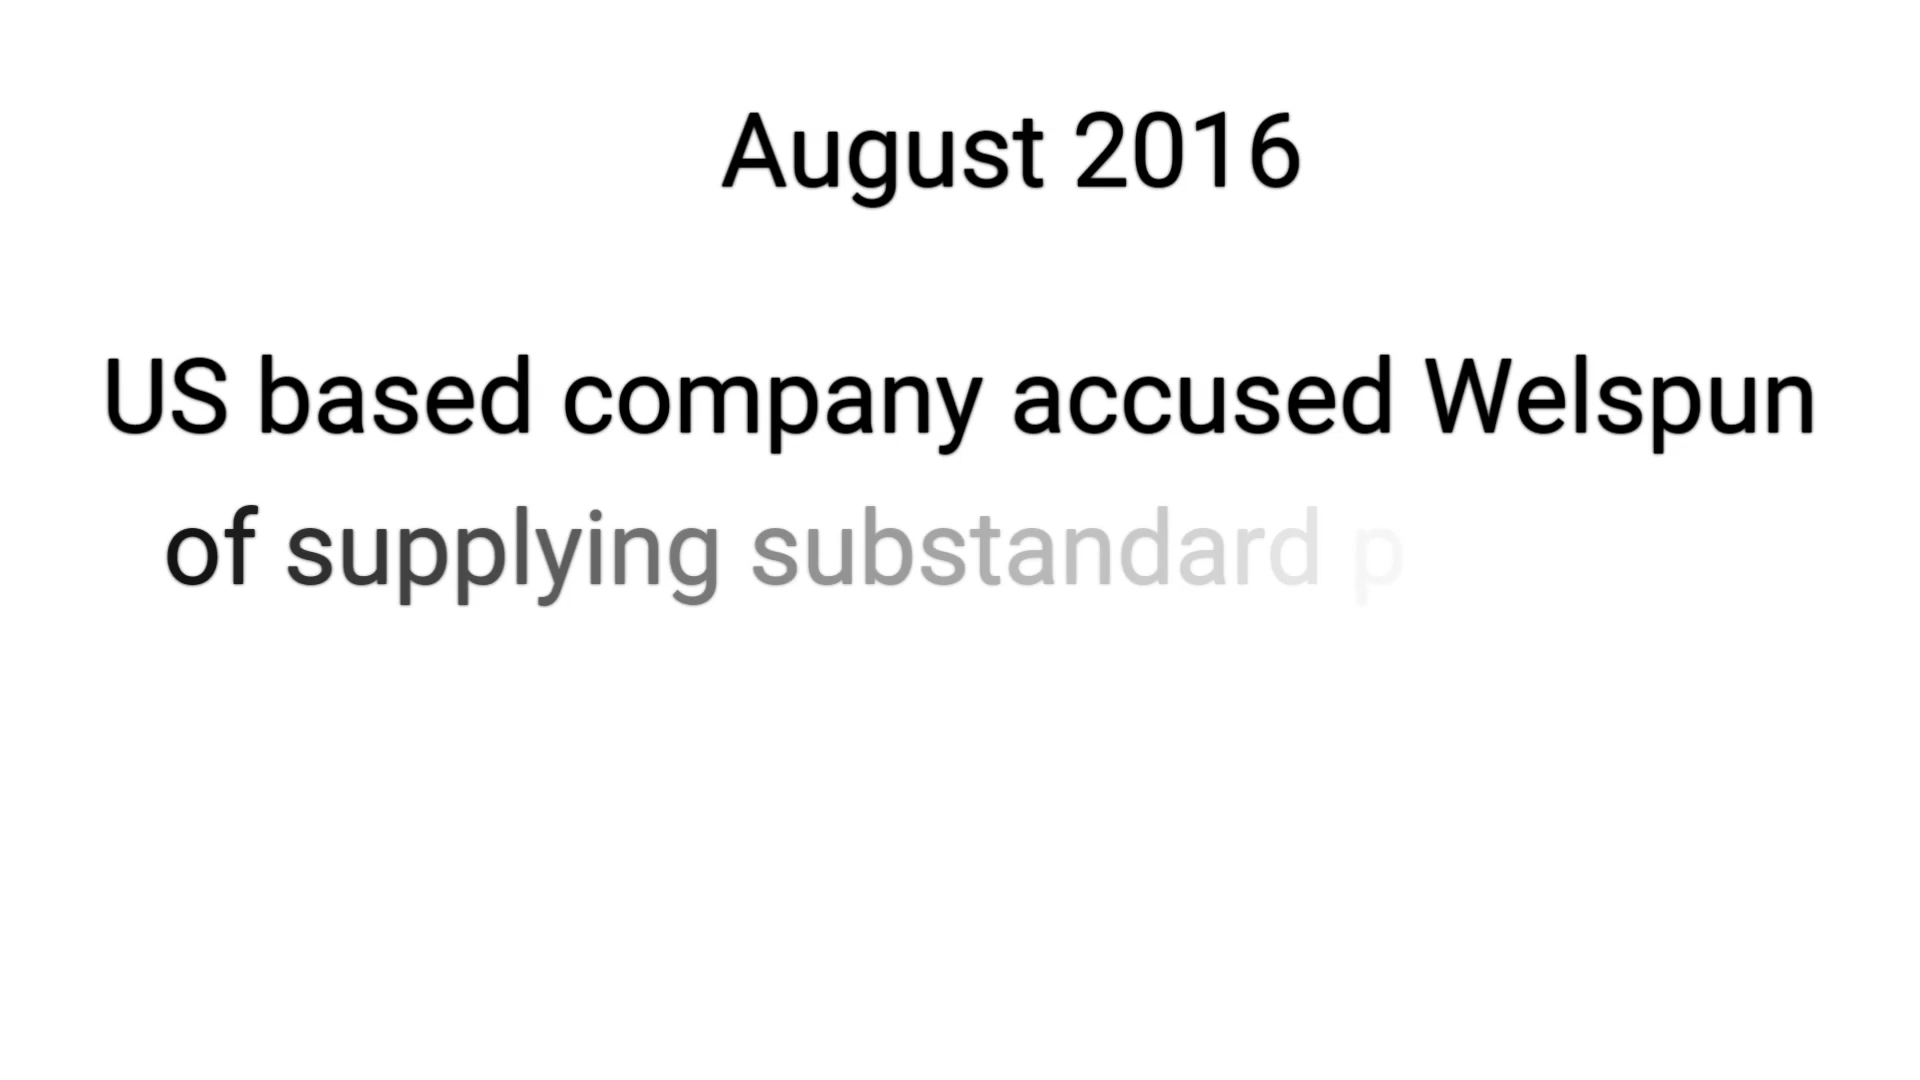 August 2016
US based company accused Welspun
of supplying substandard p